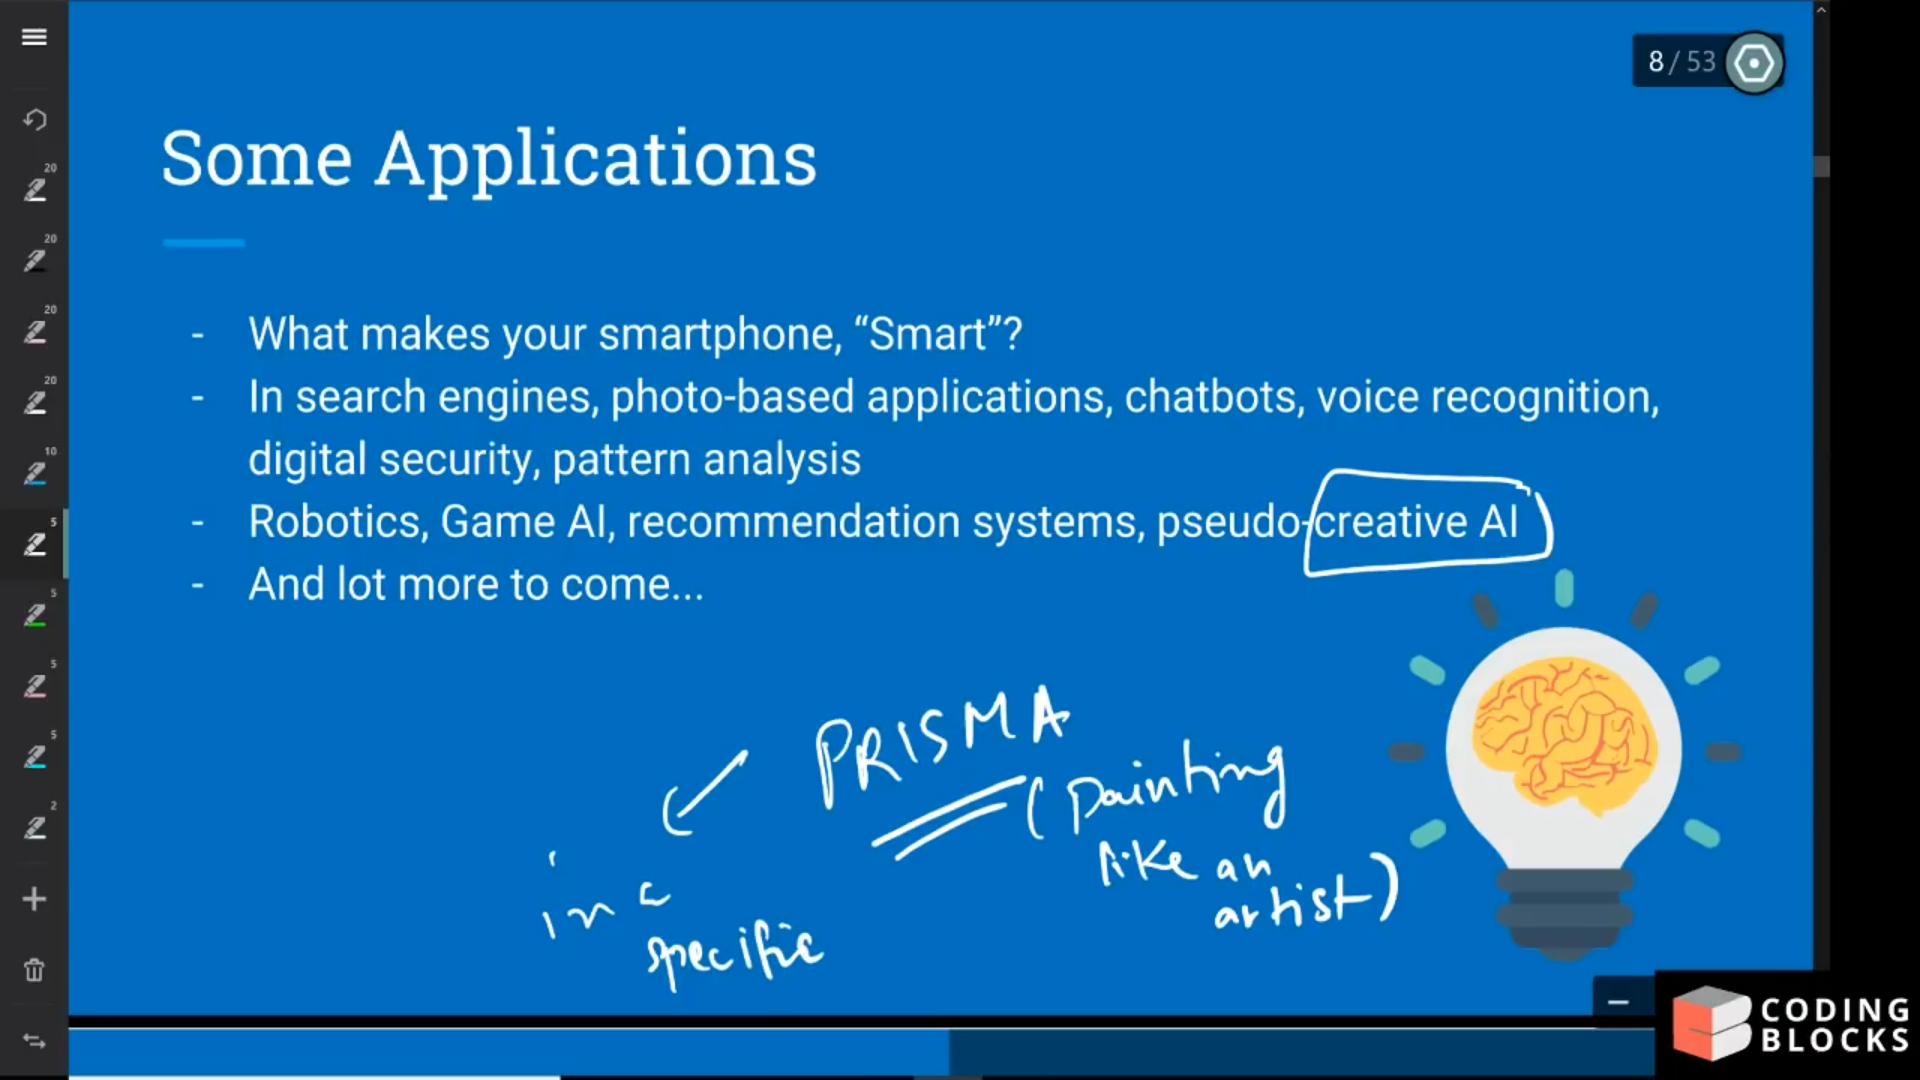 8 / 53
Some Applications
- What makes your smartphone, “Smart”?
- In search engines, photo-based applications, chatbots, voice recognition,
digital security, pattern analysis
- Robotics, Game AI, recommendation systems, pseudo-creative AI
- And lot more to come...
PRISMA
(painting
like an
artist)
in a
specific
20
20
20
20
10
5
5
5
5
2
CODING
BLOCKS